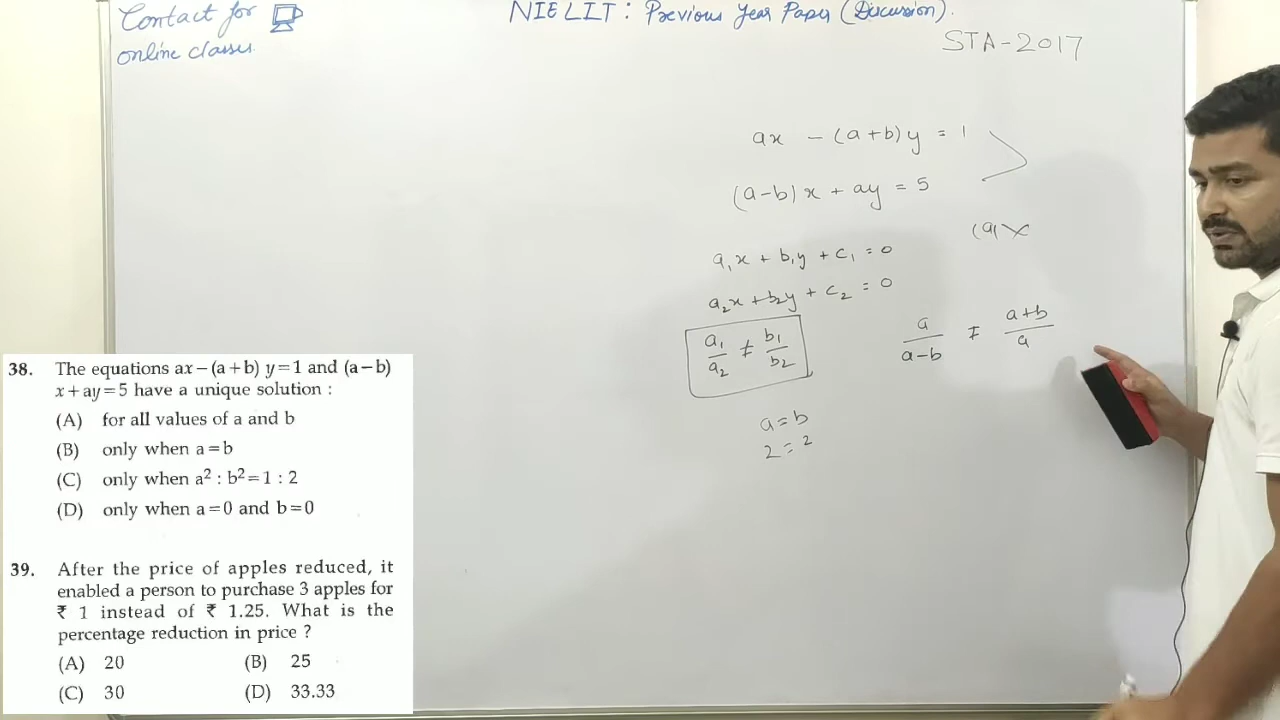 Contact for
online classes
NIELIT : Previous Year Paper (Discussion).
STA-2017
ax - (a+b) y = 1
(a-b) x + ay = 5
(a) ×
a₁x + b₁y + c₁ = 0
a₂x + b₂y + c₂ = 0
a₁/a₂ ≠ b₁/b₂
a/a-b ≠ a+b/a
a = b
2 = 2
38. The equations ax-(a+b) y=1 and (a-b)
x+ay=5 have a unique solution :
(A) for all values of a and b
(B) only when a=b
(C) only when a² : b²=1 : 2
(D) only when a=0 and b=0
39. After the price of apples reduced, it
enabled a person to purchase 3 apples for
₹ 1 instead of ₹ 1.25. What is the
percentage reduction in price ?
(A) 20 (B) 25
(C) 30 (D) 33.33